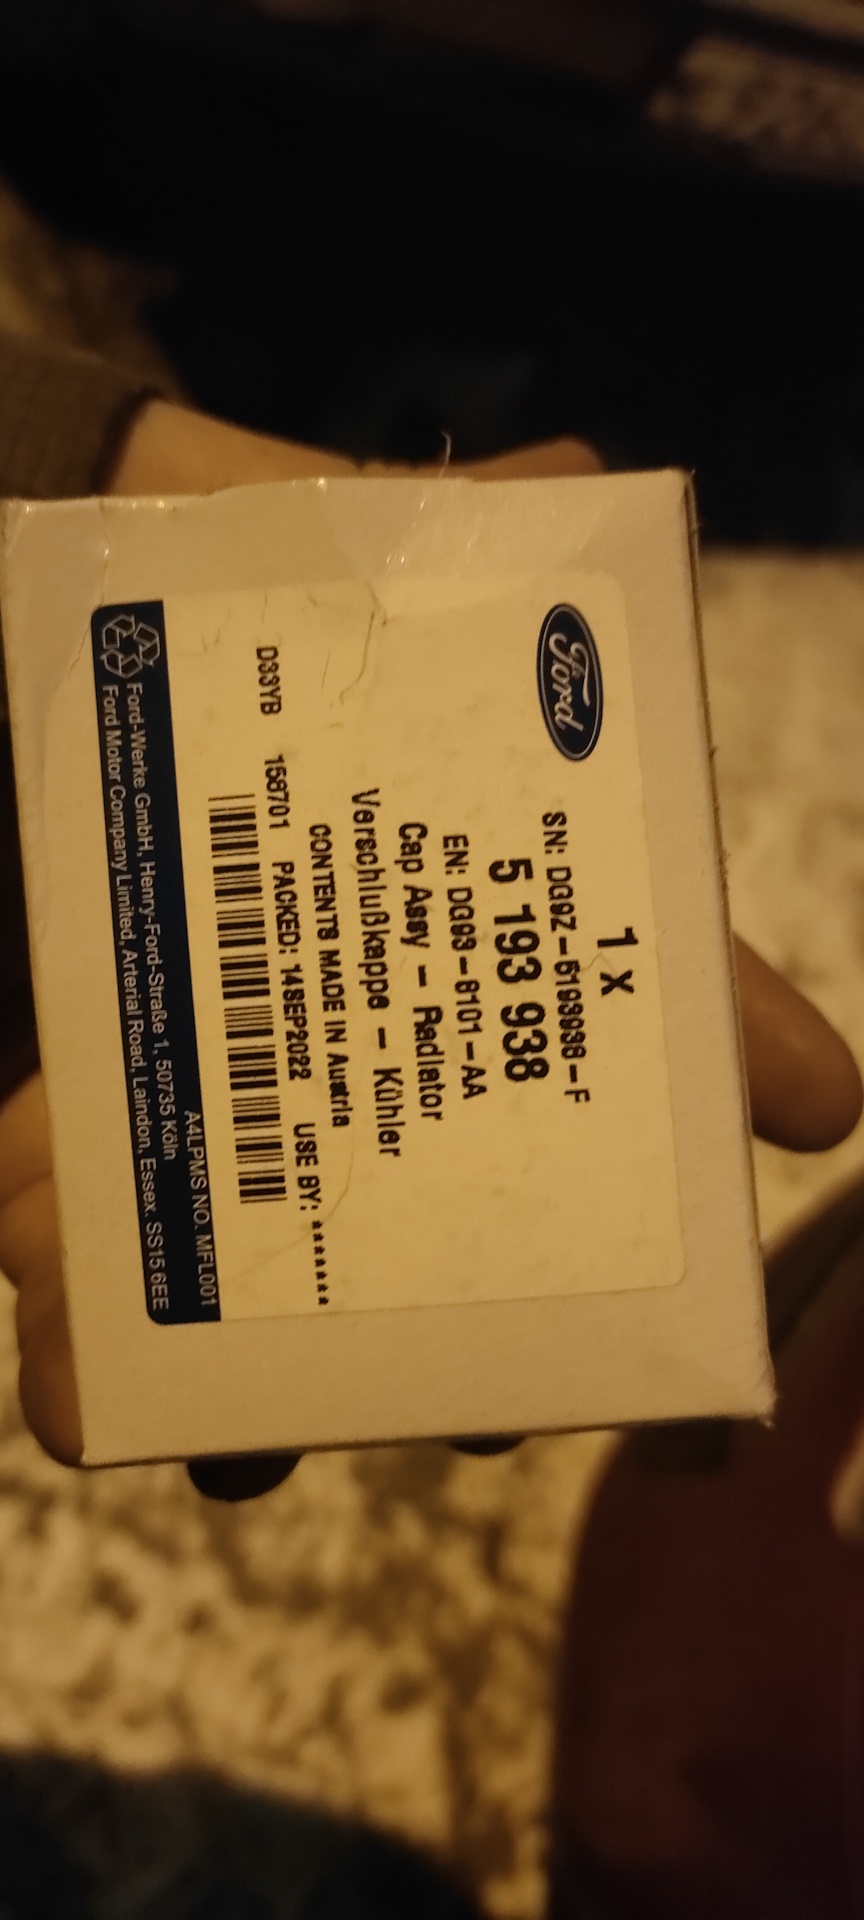 Ford
1 X
SN: DG9Z-5193938-F
5 193 938
EN: DG93-8101-AA
Cap Assy - Radiator
Verschlußkappe - Kühler
CONTENTS MADE IN Austria
D33YB 158701 PACKED: 14SEP2022 USE BY: *******
A4LPMS NO. MFL001
Ford-Werke GmbH, Henry-Ford-Straße 1, 50735 Köln
Ford Motor Company Limited, Arterial Road, Laindon, Essex. SS15 6EE